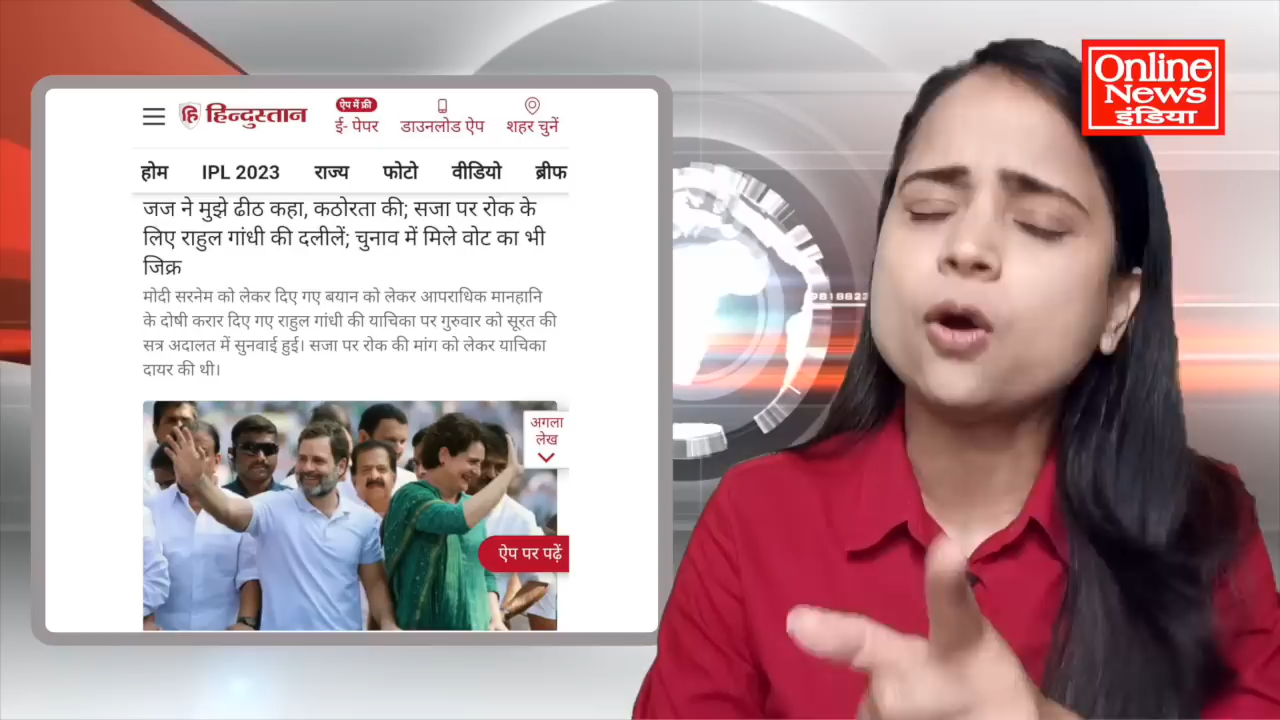 हि हिन्दुस्तान
ऐप में फ्री
ई- पेपर
डाउनलोड ऐप
शहर चुनें
होम IPL 2023 राज्य फोटो वीडियो ब्रीफ
जज ने मुझे ढीठ कहा, कठोरता की; सजा पर रोक के
लिए राहुल गांधी की दलीलें; चुनाव में मिले वोट का भी
जिक्र
मोदी सरनेम को लेकर दिए गए बयान को लेकर आपराधिक मानहानि
के दोषी करार दिए गए राहुल गांधी की याचिका पर गुरुवार को सूरत की
सत्र अदालत में सुनवाई हुई। सजा पर रोक की मांग को लेकर याचिका
दायर की थी।
अगला
लेख
ऐप पर पढ़ें
Online
News
इंडिया